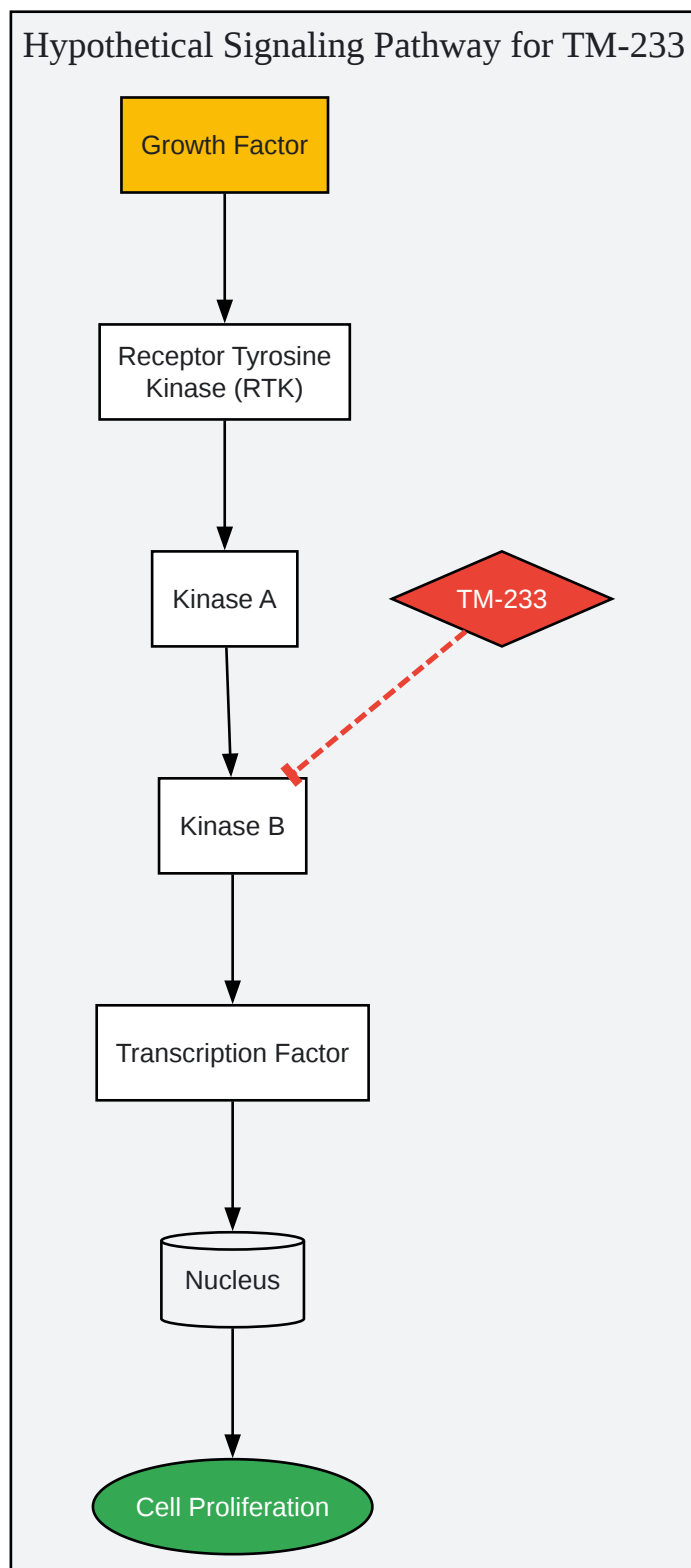 Hypothetical Signaling Pathway for TM-233
Growth Factor
Receptor Tyrosine
Kinase (RTK)
Kinase A
TM-233
Kinase B
Transcription Factor
Nucleus
Cell Proliferation